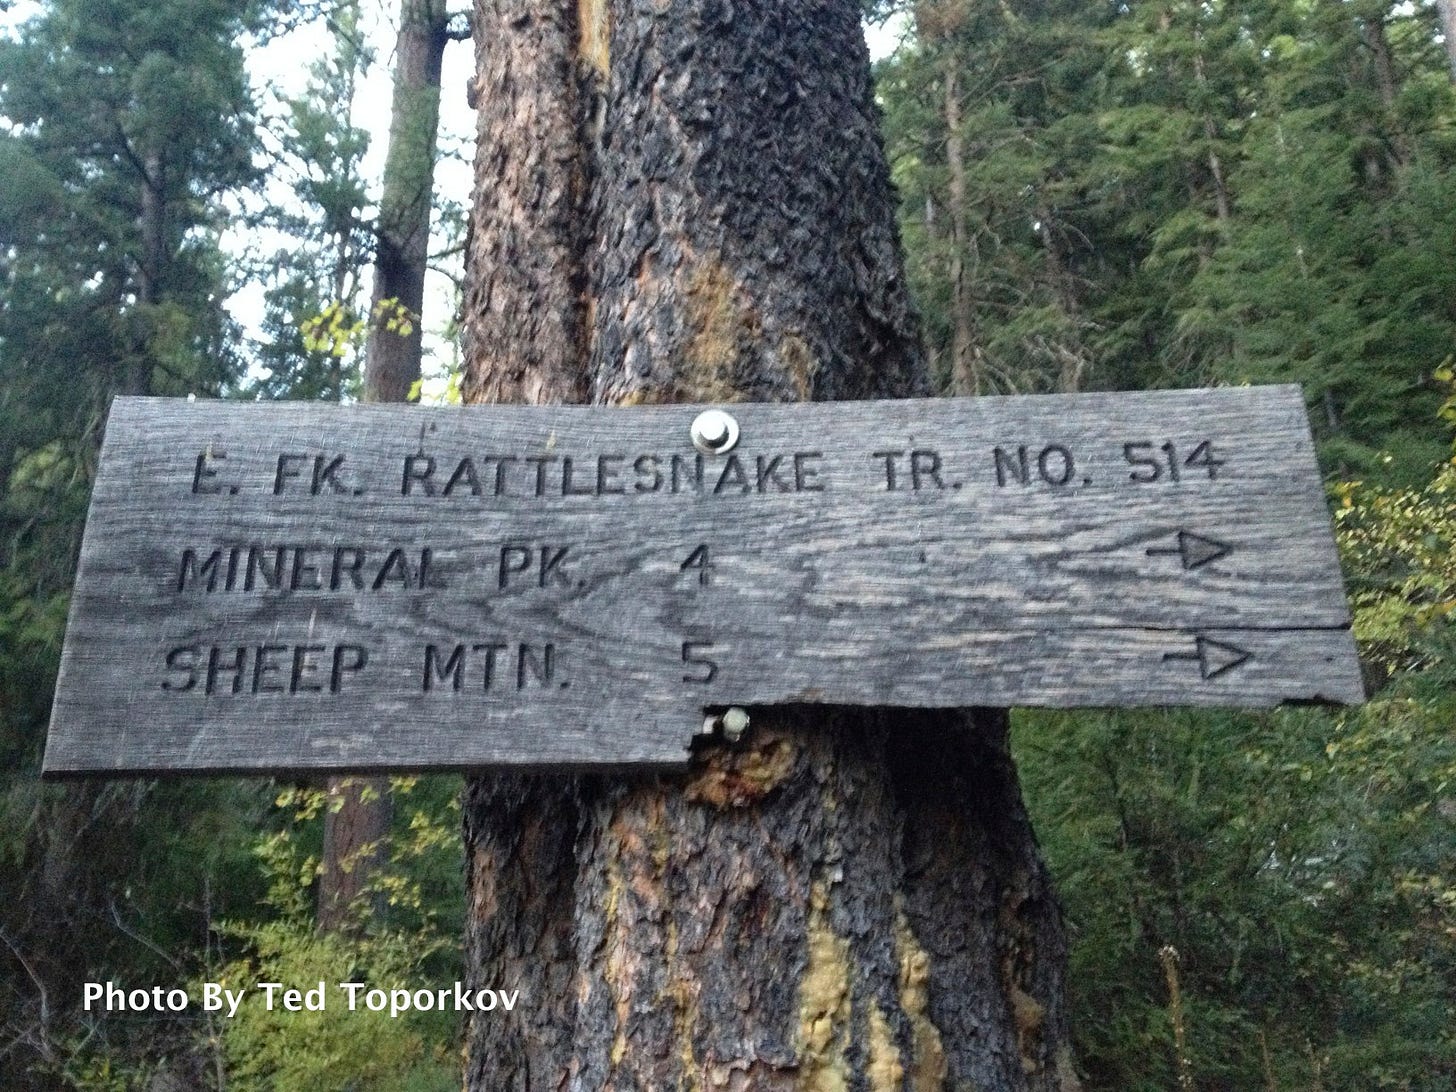 E. FK. RATTLESNAKE TR. NO. 514
MINERAL PK. 4
SHEEP MTN. 5
Photo By Ted Toporkov